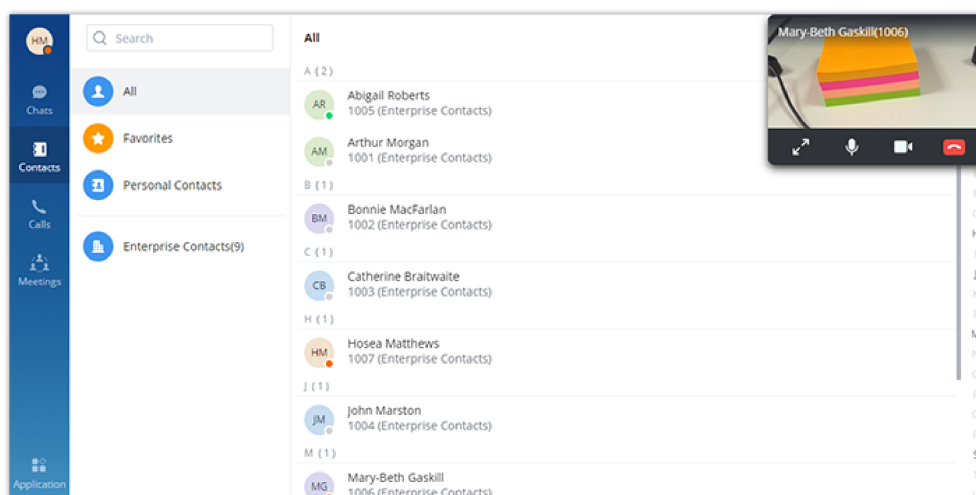 HM
Chats
Contacts
Calls
Meetings
Application
Search
All
Favorites
Personal Contacts
Enterprise Contacts(9)
All
A (2)
AR
Abigail Roberts
1005 (Enterprise Contacts)
AM
Arthur Morgan
1001 (Enterprise Contacts)
B (1)
BM
Bonnie MacFarlan
1002 (Enterprise Contacts)
C (1)
CB
Catherine Braitwaite
1003 (Enterprise Contacts)
H (1)
HM
Hosea Matthews
1007 (Enterprise Contacts)
J (1)
JM
John Marston
1004 (Enterprise Contacts)
M (1)
MG
Mary-Beth Gaskill
1006 (Enterprise Contacts)
Mary-Beth Gaskill(1006)